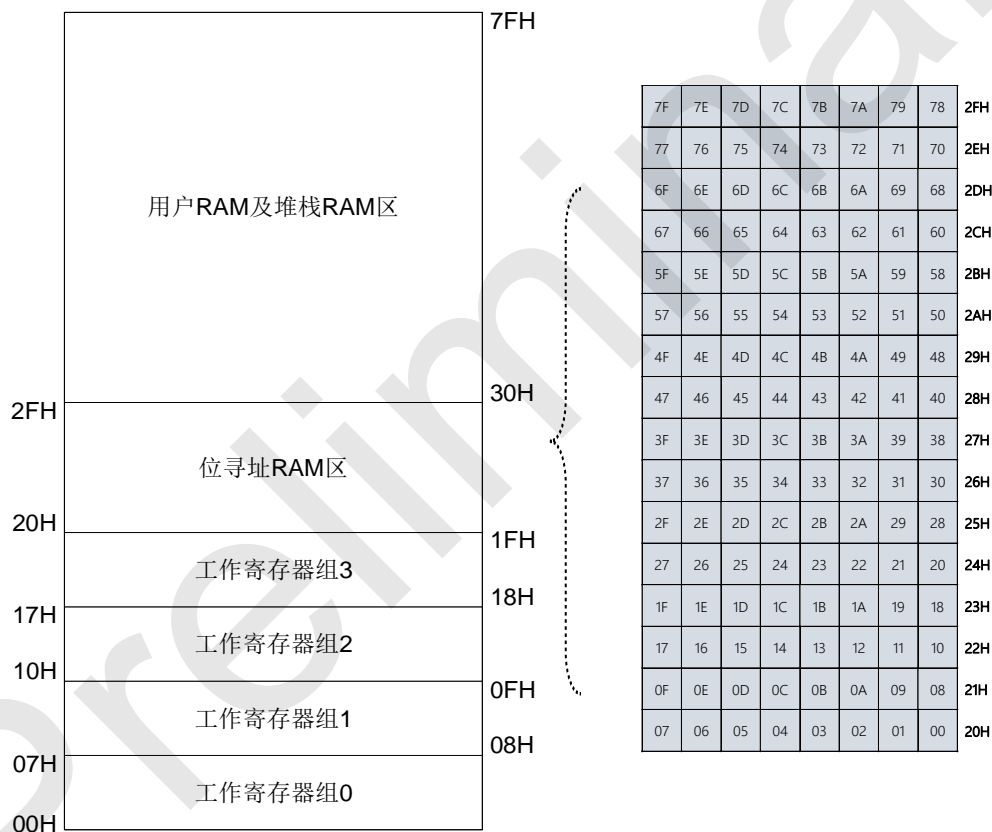 7FH
用户RAM及堆栈RAM区
30H
2FH
位寻址RAM区
20H
1FH
工作寄存器组3
18H
17H
工作寄存器组2
10H
0FH
工作寄存器组1
08H
07H
工作寄存器组0
00H
7F 7E 7D 7C 7B 7A 79 78 2FH
77 76 75 74 73 72 71 70 2EH
6F 6E 6D 6C 6B 6A 69 68 2DH
67 66 65 64 63 62 61 60 2CH
5F 5E 5D 5C 5B 5A 59 58 2BH
57 56 55 54 53 52 51 50 2AH
4F 4E 4D 4C 4B 4A 49 48 29H
47 46 45 44 43 42 41 40 28H
3F 3E 3D 3C 3B 3A 39 38 27H
37 36 35 34 33 32 31 30 26H
2F 2E 2D 2C 2B 2A 29 28 25H
27 26 25 24 23 22 21 20 24H
1F 1E 1D 1C 1B 1A 19 18 23H
17 16 15 14 13 12 11 10 22H
0F 0E 0D 0C 0B 0A 09 08 21H
07 06 05 04 03 02 01 00 20H
Prelimina